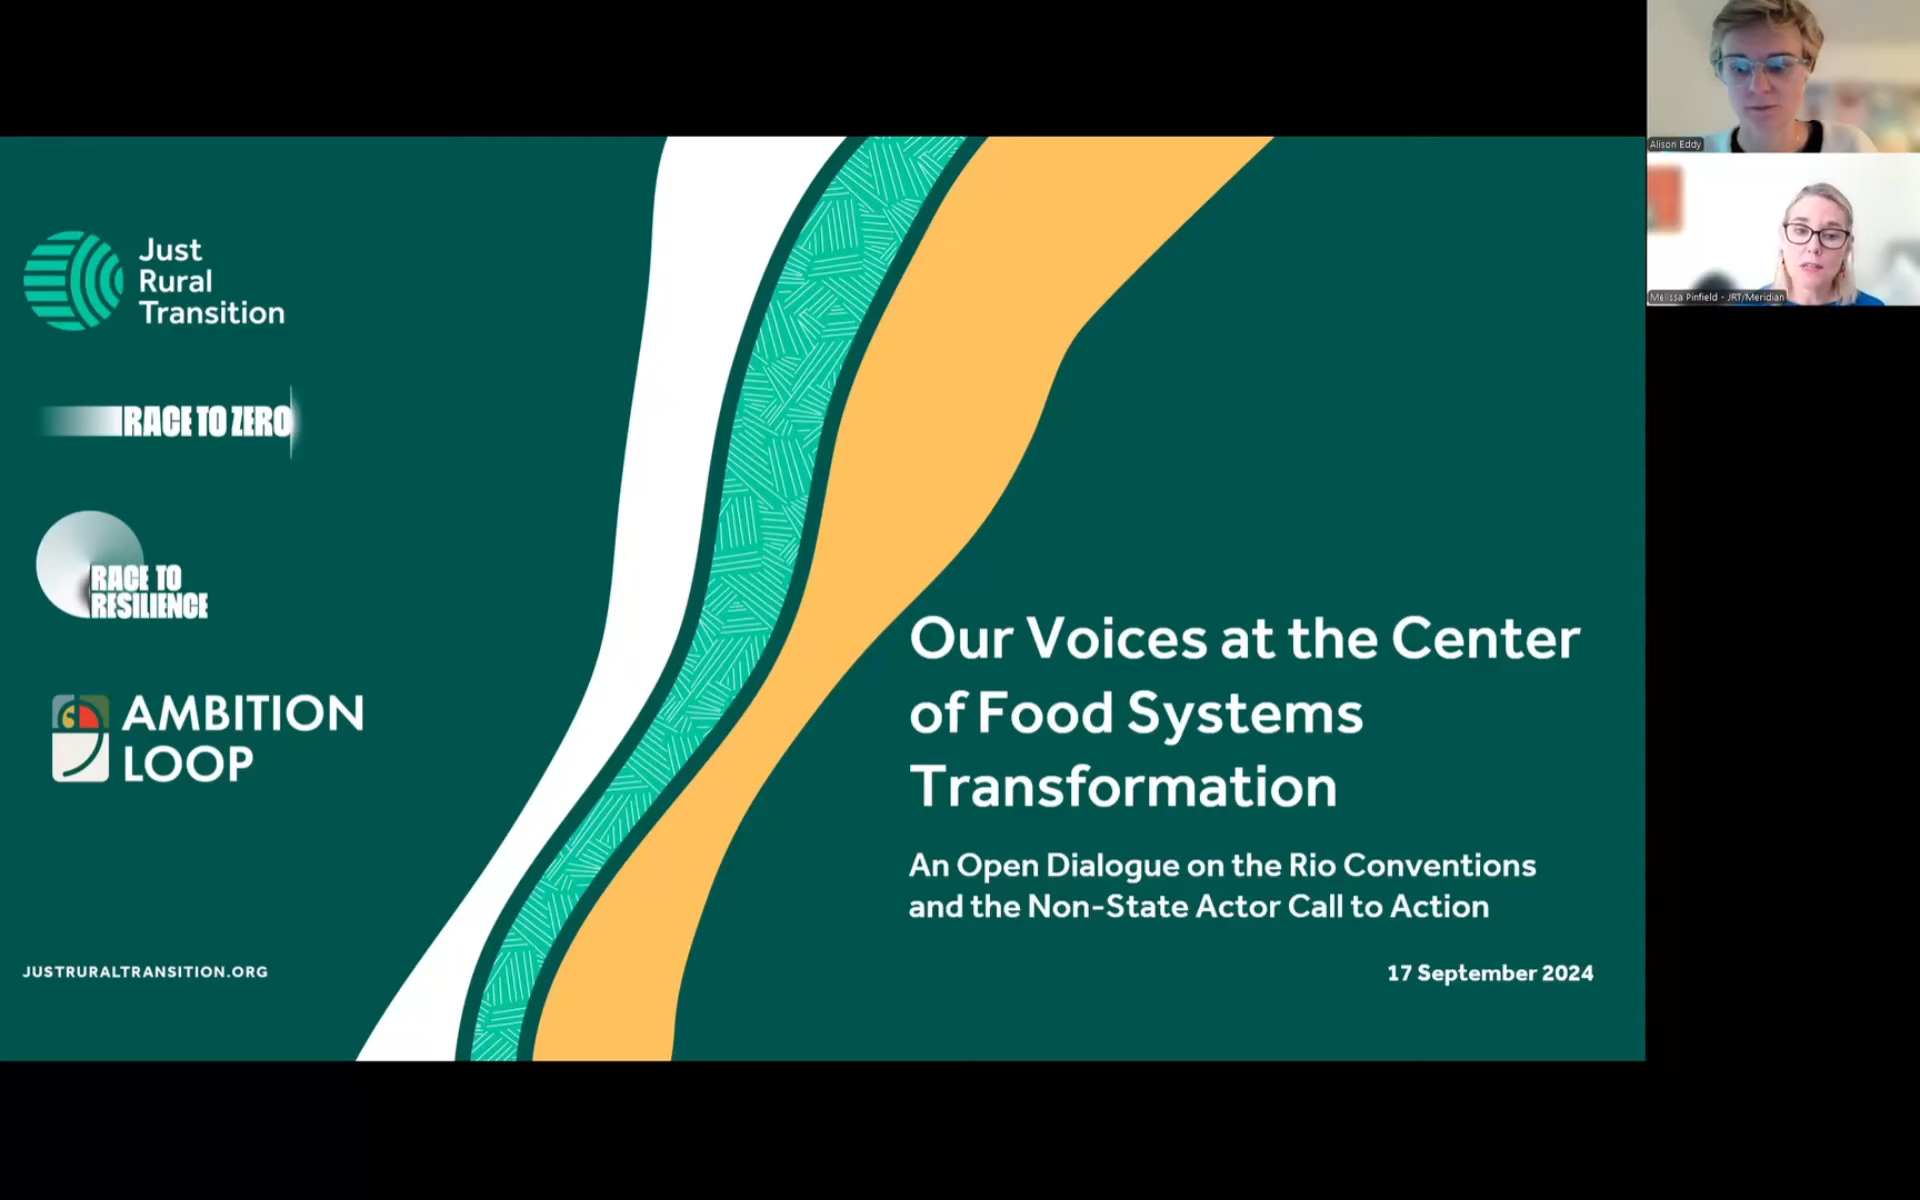 Just
Rural
Transition
RACE TO ZERO
RACE TO
RESILIENCE
AMBITION
LOOP
JUSTRURALTRANSITION.ORG
Our Voices at the Center
of Food Systems
Transformation
An Open Dialogue on the Rio Conventions
and the Non-State Actor Call to Action
17 September 2024
Alison Eddy
Melissa Pinfield - JRT/Meridian